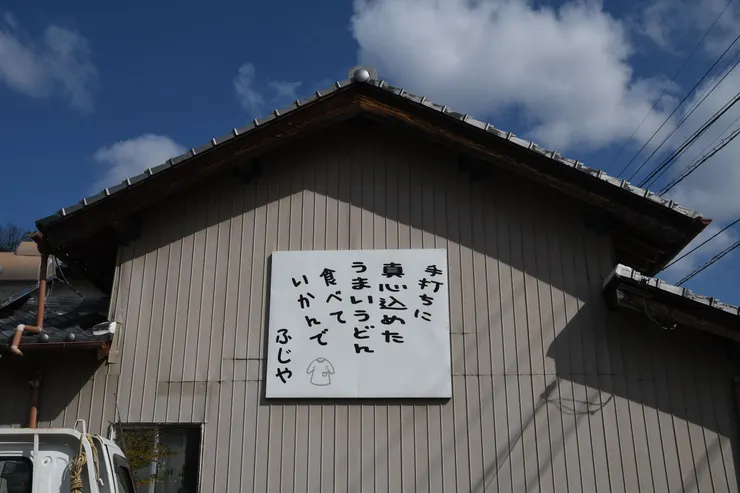 手打ちに
真心込めた
うまいうどん
食べて
いかんで
ふじや